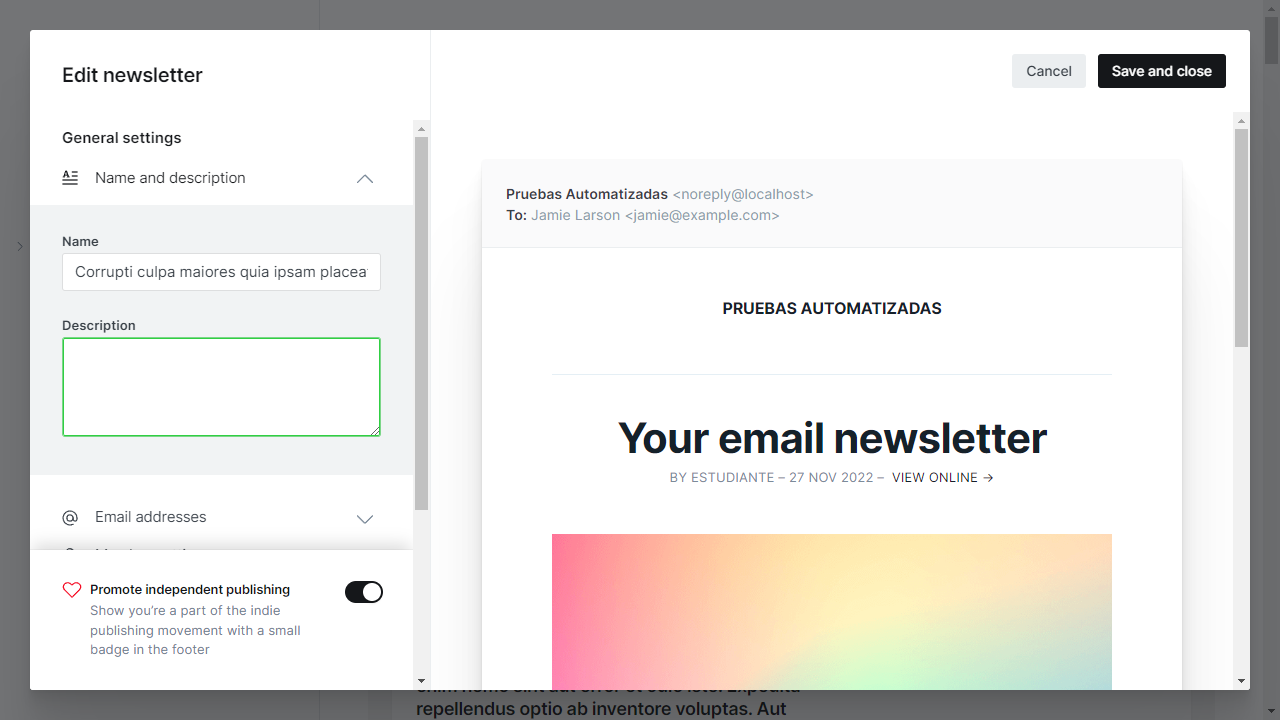 Edit newsletter
Cancel
Save and close
General settings
Name and description
Name
Corrupti culpa maiores quia ipsam placea
Description
Email addresses
Promote independent publishing
Show you're a part of the indie
publishing movement with a small
badge in the footer
Pruebas Automatizadas <noreply@localhost>
To: Jamie Larson <jamie@example.com>
PRUEBAS AUTOMATIZADAS
Your email newsletter
BY ESTUDIANTE – 27 NOV 2022 – VIEW ONLINE →
repellendus optio ab inventore voluptas. Aut